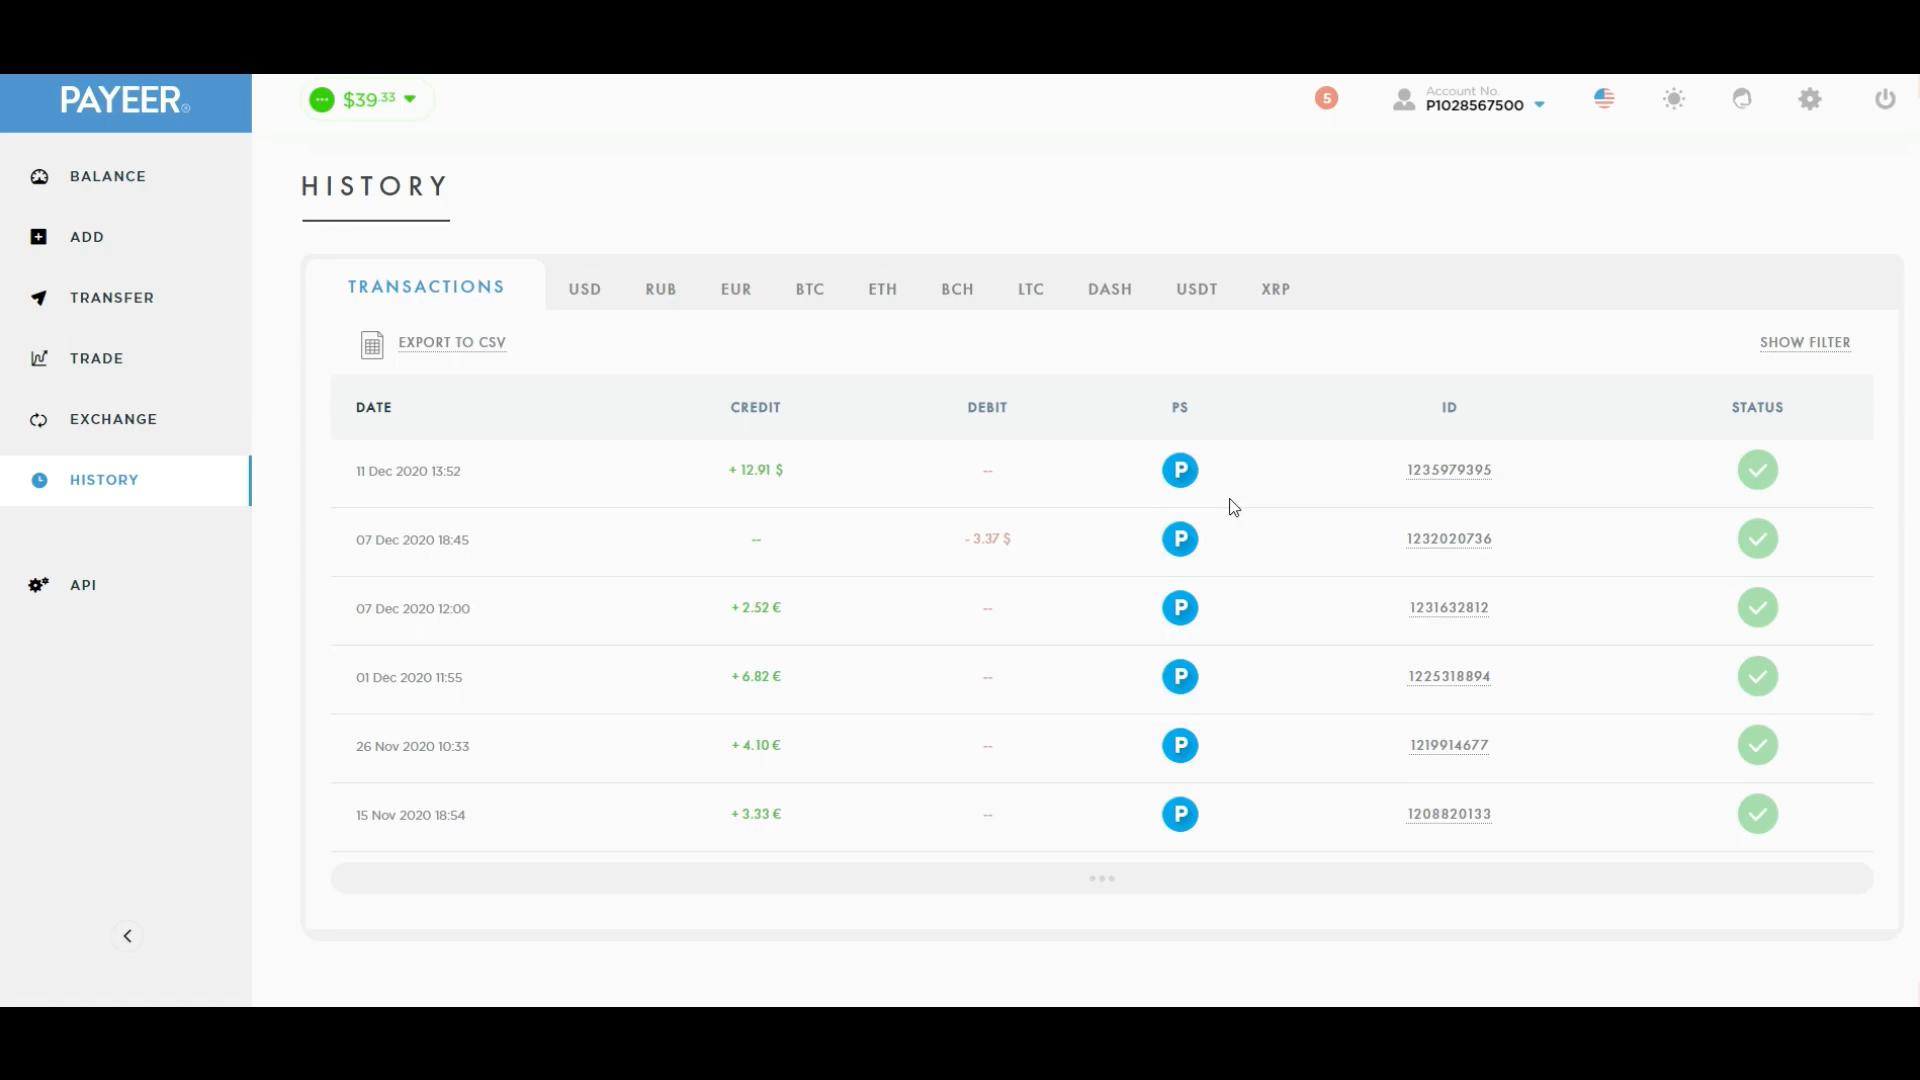 PAYEER®
$39.33
5
Account No.
P1028567500
BALANCE
ADD
TRANSFER
TRADE
EXCHANGE
HISTORY
API
HISTORY
TRANSACTIONS USD RUB EUR BTC ETH BCH LTC DASH USDT XRP
EXPORT TO CSV SHOW FILTER
DATE CREDIT DEBIT PS ID STATUS
11 Dec 2020 13:52 + 12.91 $ -- P 1235979395
07 Dec 2020 18:45 -- - 3.37 $ P 1232020736
07 Dec 2020 12:00 + 2.52 € -- P 1231632812
01 Dec 2020 11:55 + 6.82 € -- P 1225318894
26 Nov 2020 10:33 + 4.10 € -- P 1219914677
15 Nov 2020 18:54 + 3.33 € -- P 1208820133